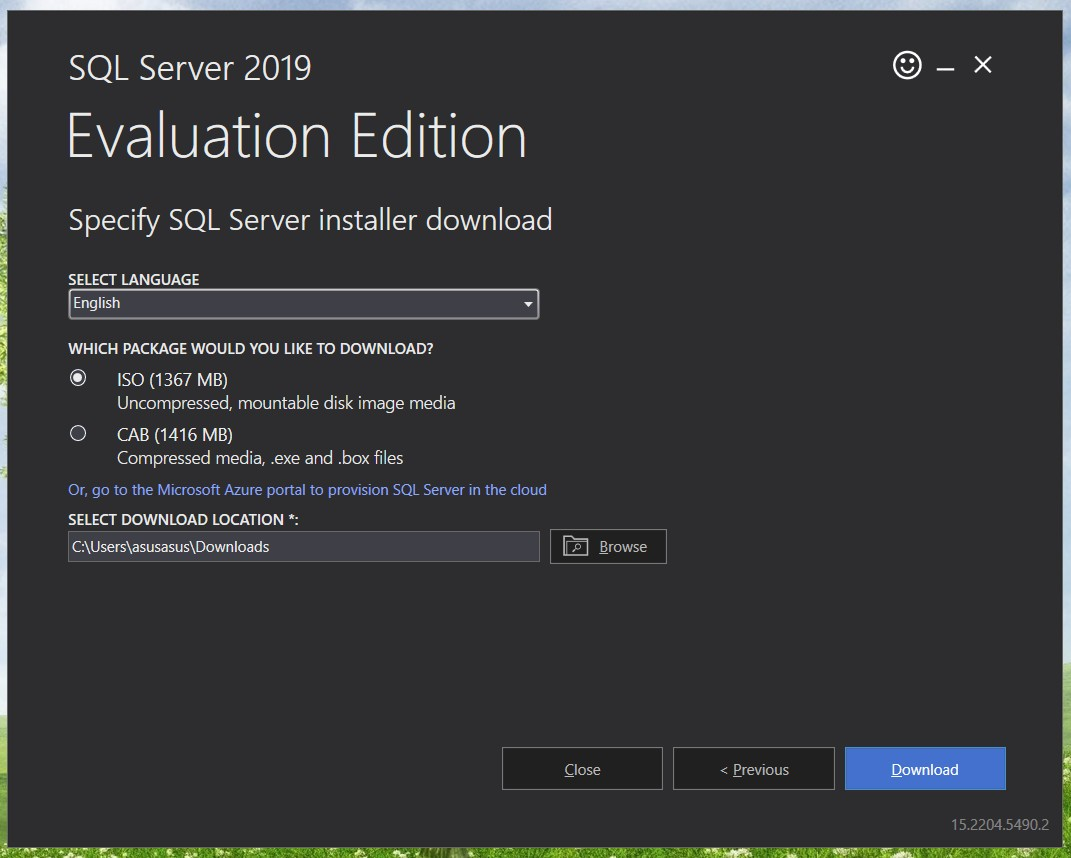 SQL Server 2019
Evaluation Edition
Specify SQL Server installer download
SELECT LANGUAGE
English
WHICH PACKAGE WOULD YOU LIKE TO DOWNLOAD?
ISO (1367 MB)
Uncompressed, mountable disk image media
CAB (1416 MB)
Compressed media, .exe and .box files
Or, go to the Microsoft Azure portal to provision SQL Server in the cloud
SELECT DOWNLOAD LOCATION *:
C:\Users\asusasus\Downloads
Browse
Close
< Previous
Download
15.2204.5490.2